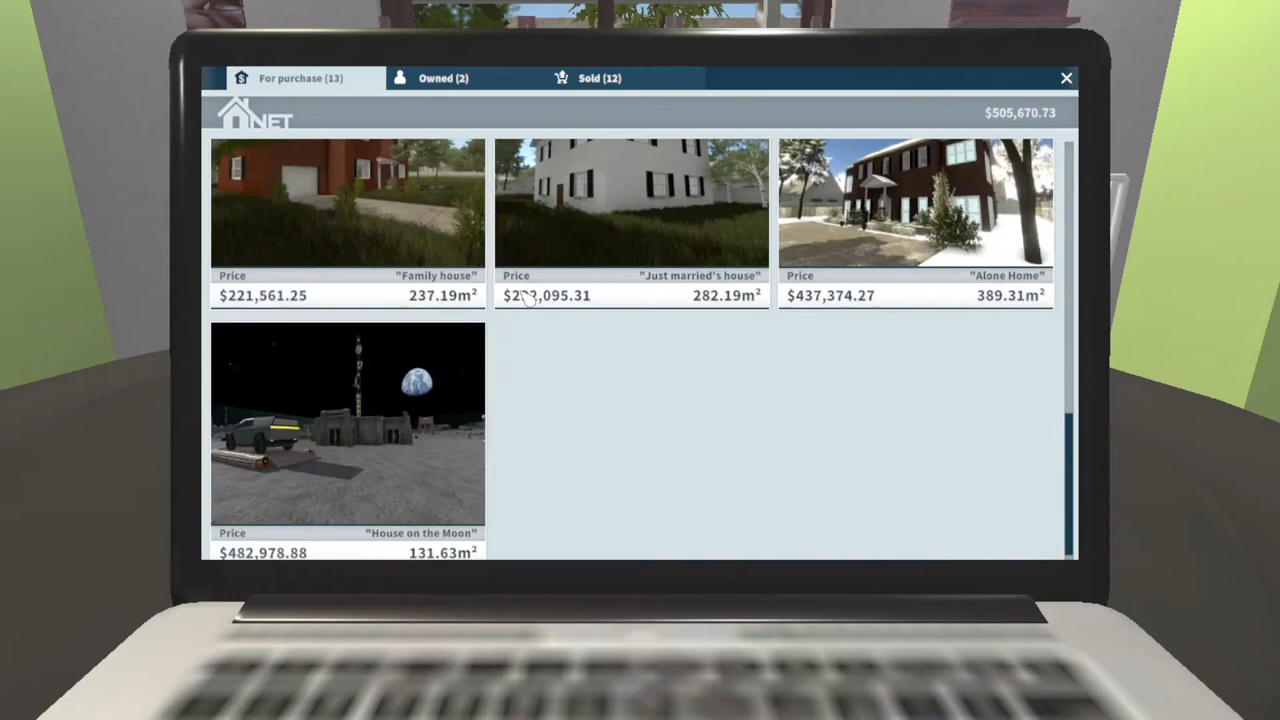 For purchase (13)
Owned (2)
Sold (12)
NET
$505,670.73
Price "Family house"
$221,561.25 237.19m²
Price "Just married's house"
282.19m²
Price "Alone Home"
$437,374.27 389.31m²
Price "House on the Moon"
$482,978.88 131.63m²